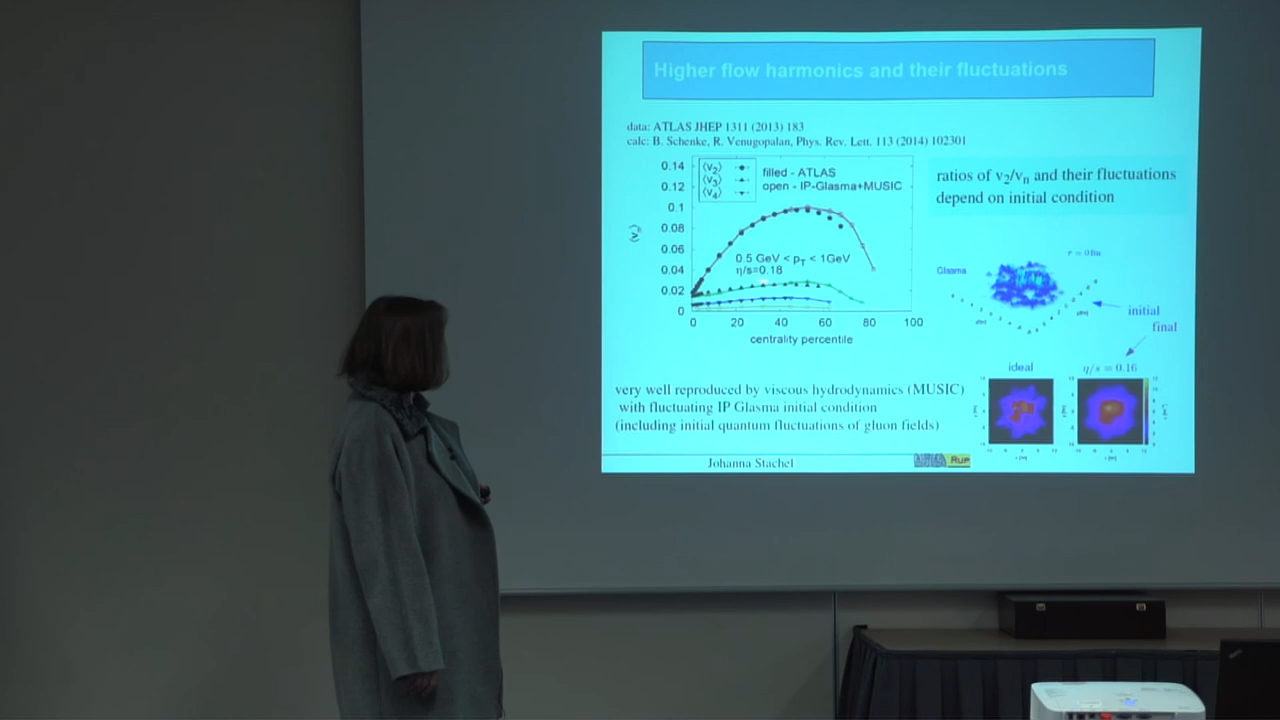 Higher flow harmonics and their fluctuations
data: ATLAS JHEP 1311 (2013) 183
calc: B. Schenke, R. Venugopalan, Phys. Rev. Lett. 113 (2014) 102301
0.14
0.12
0.1
0.08
0.06
0.04
0.02
0
⟨v₂⟩
⟨v₃⟩
⟨v₄⟩
filled - ATLAS
open - IP-Glasma+MUSIC
0.5 GeV < pT < 1GeV
η/s=0.18
0 20 40 60 80 100
centrality percentile
ratios of v₂/vₙ and their fluctuations
depend on initial condition
Glasma
τ = 0 fm
initial
final
ideal
η/s = 0.16
very well reproduced by viscous hydrodynamics (MUSIC)
with fluctuating IP Glasma initial condition
(including initial quantum fluctuations of gluon fields)
Johanna Stachel